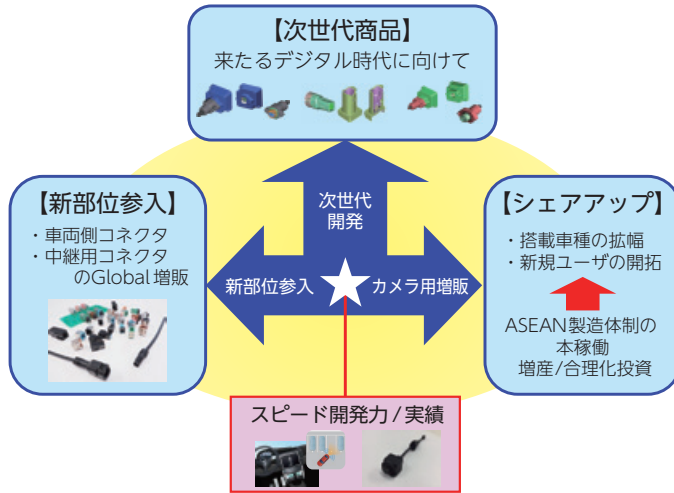 【次世代商品】
来たるデジタル時代に向けて
【新部位参入】
・車両側コネクタ
・中継用コネクタ
のGlobal増販
次世代
開発
新部位参入
カメラ用増販
【シェアアップ】
・搭載車種の拡幅
・新規ユーザの開拓
ASEAN製造体制の
本稼働
増産/合理化投資
スピード開発力/実績